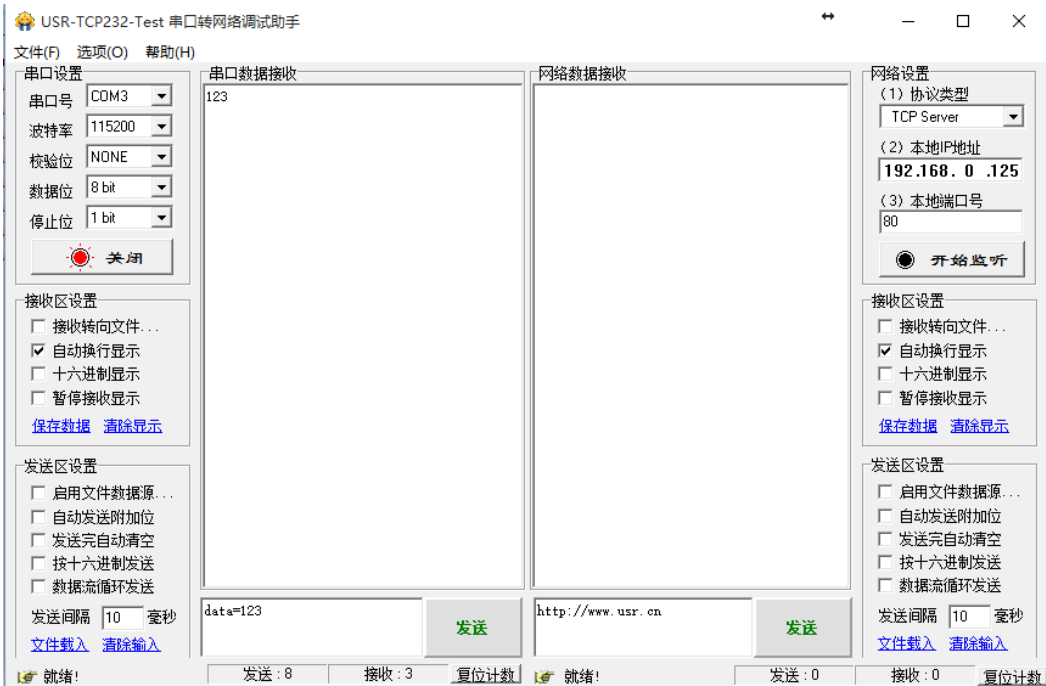 USR-TCP232-Test 串口转网络调试助手
文件(F) 选项(O) 帮助(H)
串口设置
串口号 COM3
波特率 115200
校验位 NONE
数据位 8 bit
停止位 1 bit
关闭
接收区设置
接收转向文件...
自动换行显示
十六进制显示
暂停接收显示
保存数据 清除显示
发送区设置
启用文件数据源...
自动发送附加位
发送完自动清空
按十六进制发送
数据流循环发送
发送间隔 10 毫秒
文件载入 清除输入
串口数据接收
123
data=123
发送
网络数据接收
http://www.usr.cn
发送
网络设置
(1) 协议类型
TCP Server
(2) 本地IP地址
192.168. 0 .125
(3) 本地端口号
80
开始监听
接收区设置
接收转向文件...
自动换行显示
十六进制显示
暂停接收显示
保存数据 清除显示
发送区设置
启用文件数据源...
自动发送附加位
发送完自动清空
按十六进制发送
数据流循环发送
发送间隔 10 毫秒
文件载入 清除输入
就绪! 发送:8 接收:3 复位计数 就绪! 发送:0 接收:0 复位计数